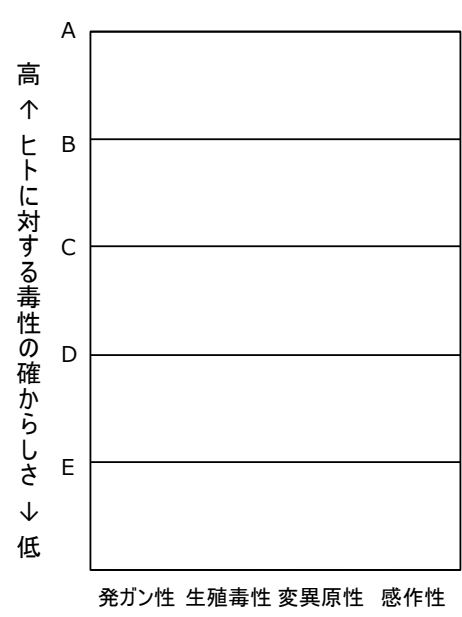 A
B
C
D
E
高 ↑ ヒトに対する毒性の確からしさ ↓ 低
発ガン性 生殖毒性 変異原性 感作性